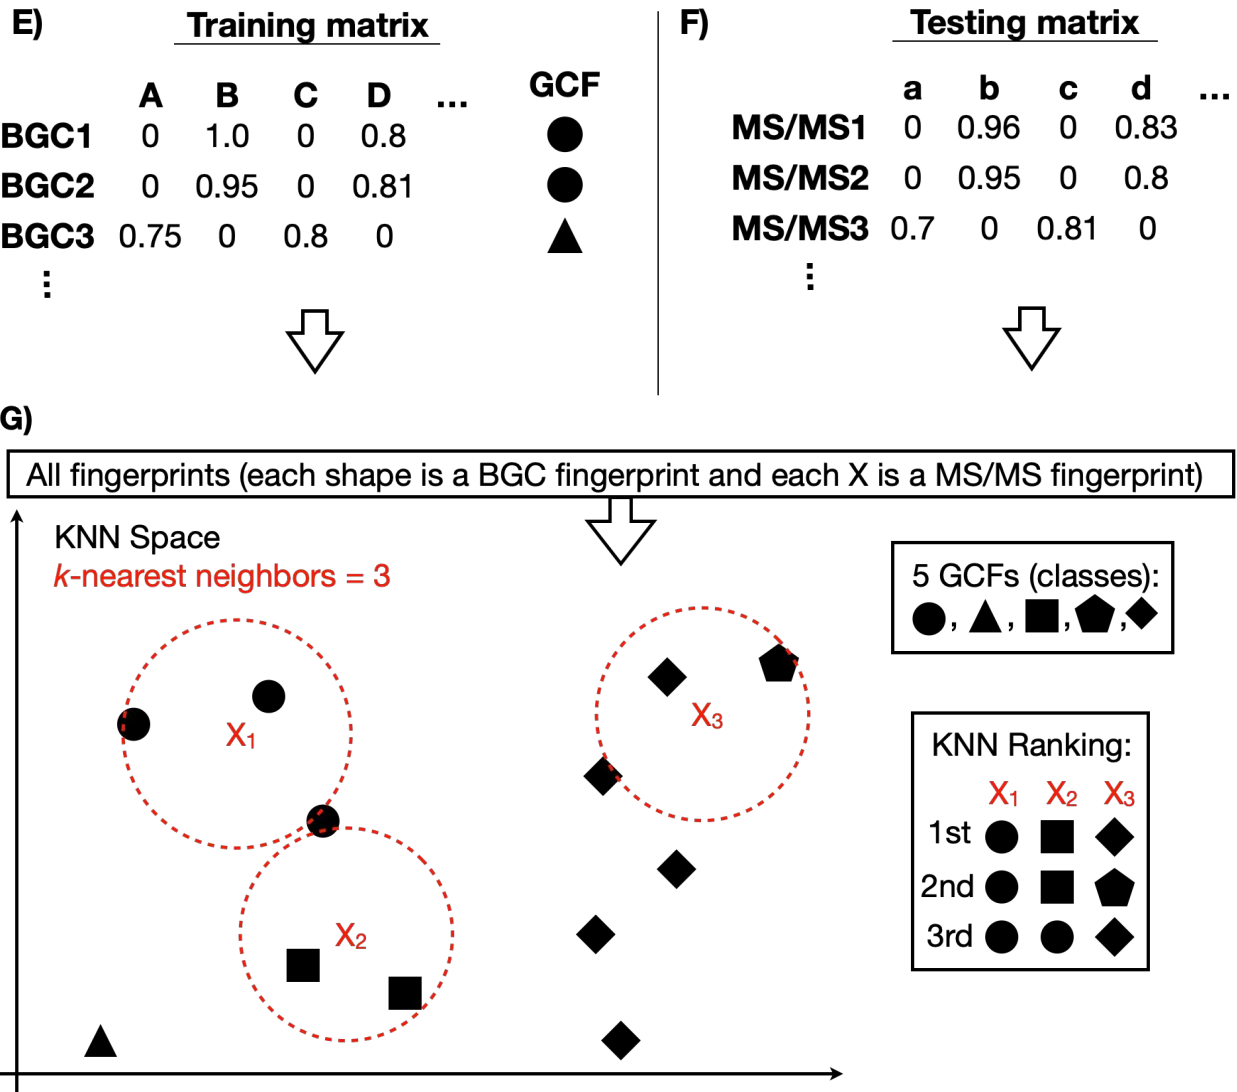 E)
Training matrix
A B C D ... GCF
BGC1 0 1.0 0 0.8
BGC2 0 0.95 0 0.81
BGC3 0.75 0 0.8 0
⋮
F)
Testing matrix
a b c d ...
MS/MS1 0 0.96 0 0.83
MS/MS2 0 0.95 0 0.8
MS/MS3 0.7 0 0.81 0
⋮
G)
All fingerprints (each shape is a BGC fingerprint and each X is a MS/MS fingerprint)
KNN Space
k-nearest neighbors = 3
X₁
X₂
X₃
5 GCFs (classes):
, , , ,
KNN Ranking:
X₁ X₂ X₃
1st
2nd
3rd